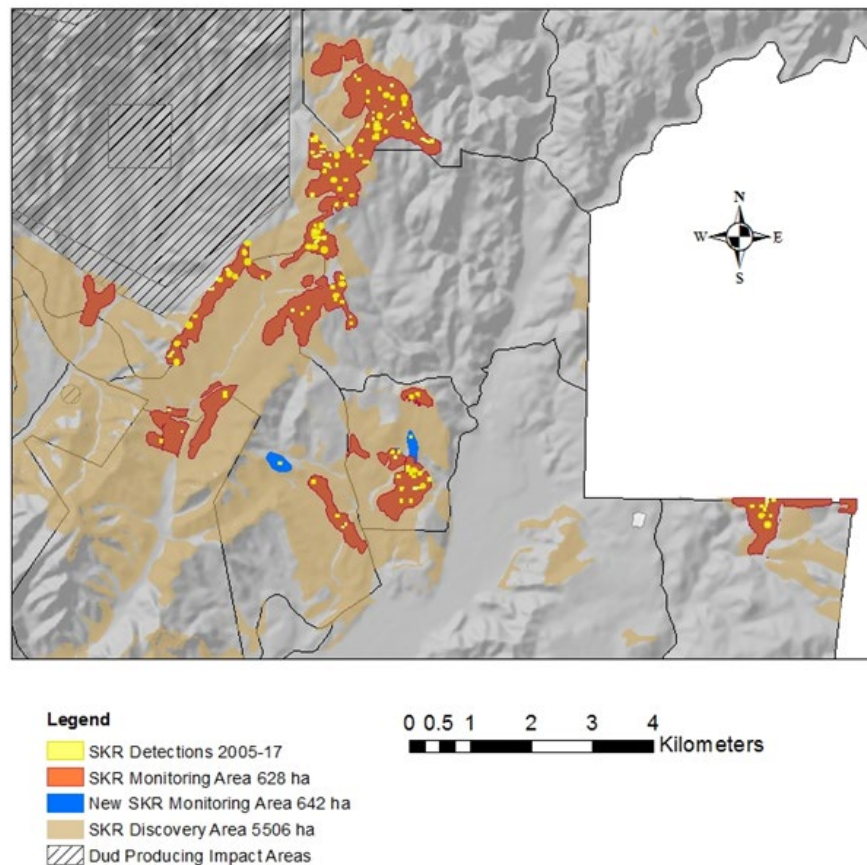 N
W E
S
Legend
SKR Detections 2005-17
SKR Monitoring Area 628 ha
New SKR Monitoring Area 642 ha
SKR Discovery Area 5506 ha
Dud Producing Impact Areas
0 0.5 1 2 3 4
Kilometers